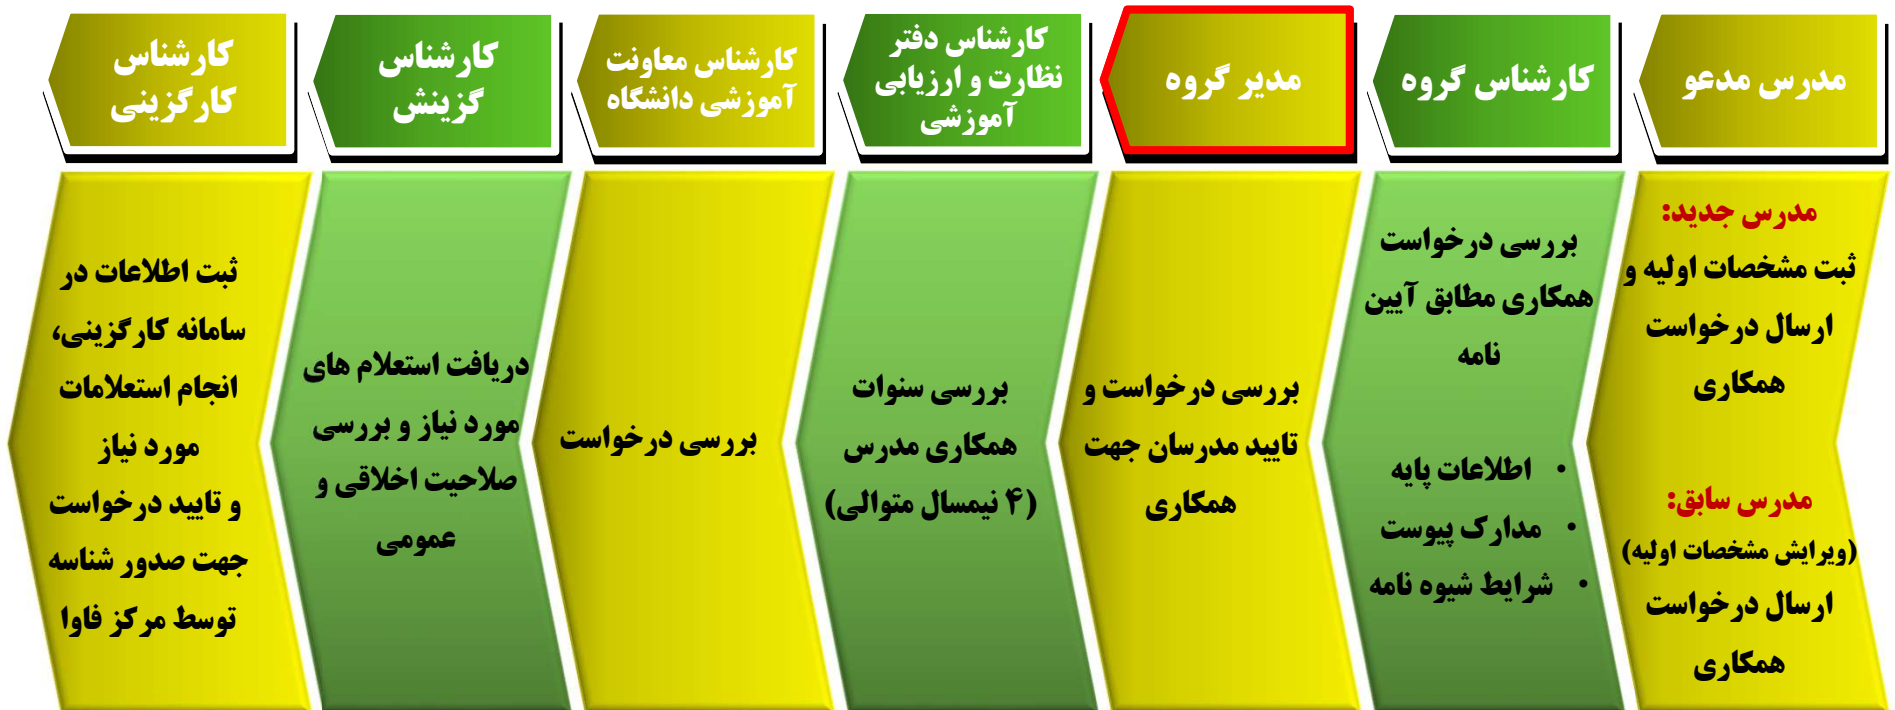 مدرس مدعو
کارشناس گروه
مدیر گروه
کارشناس دفتر
نظارت و ارزیابی
آموزشی
کارشناس معاونت
آموزشی دانشگاه
کارشناس
گزینش
کارشناس
کارگزینی
مدرس جدید:
ثبت مشخصات اولیه و
ارسال درخواست
همکاری
مدرس سابق:
(ویرایش مشخصات اولیه)
ارسال درخواست
همکاری
بررسی درخواست
همکاری مطابق آیین
نامه
• اطلاعات پایه
• مدارک پیوست
• شرایط شیوه نامه
بررسی درخواست و
تایید مدرسان جهت
همکاری
بررسی سنوات
همکاری مدرس
(۴ نیمسال متوالی)
بررسی درخواست
دریافت استعلام های
مورد نیاز و بررسی
صلاحیت اخلاقی و
عمومی
ثبت اطلاعات در
سامانه کارگزینی،
انجام استعلامات
مورد نیاز
و تایید درخواست
جهت صدور شناسه
توسط مرکز فاوا